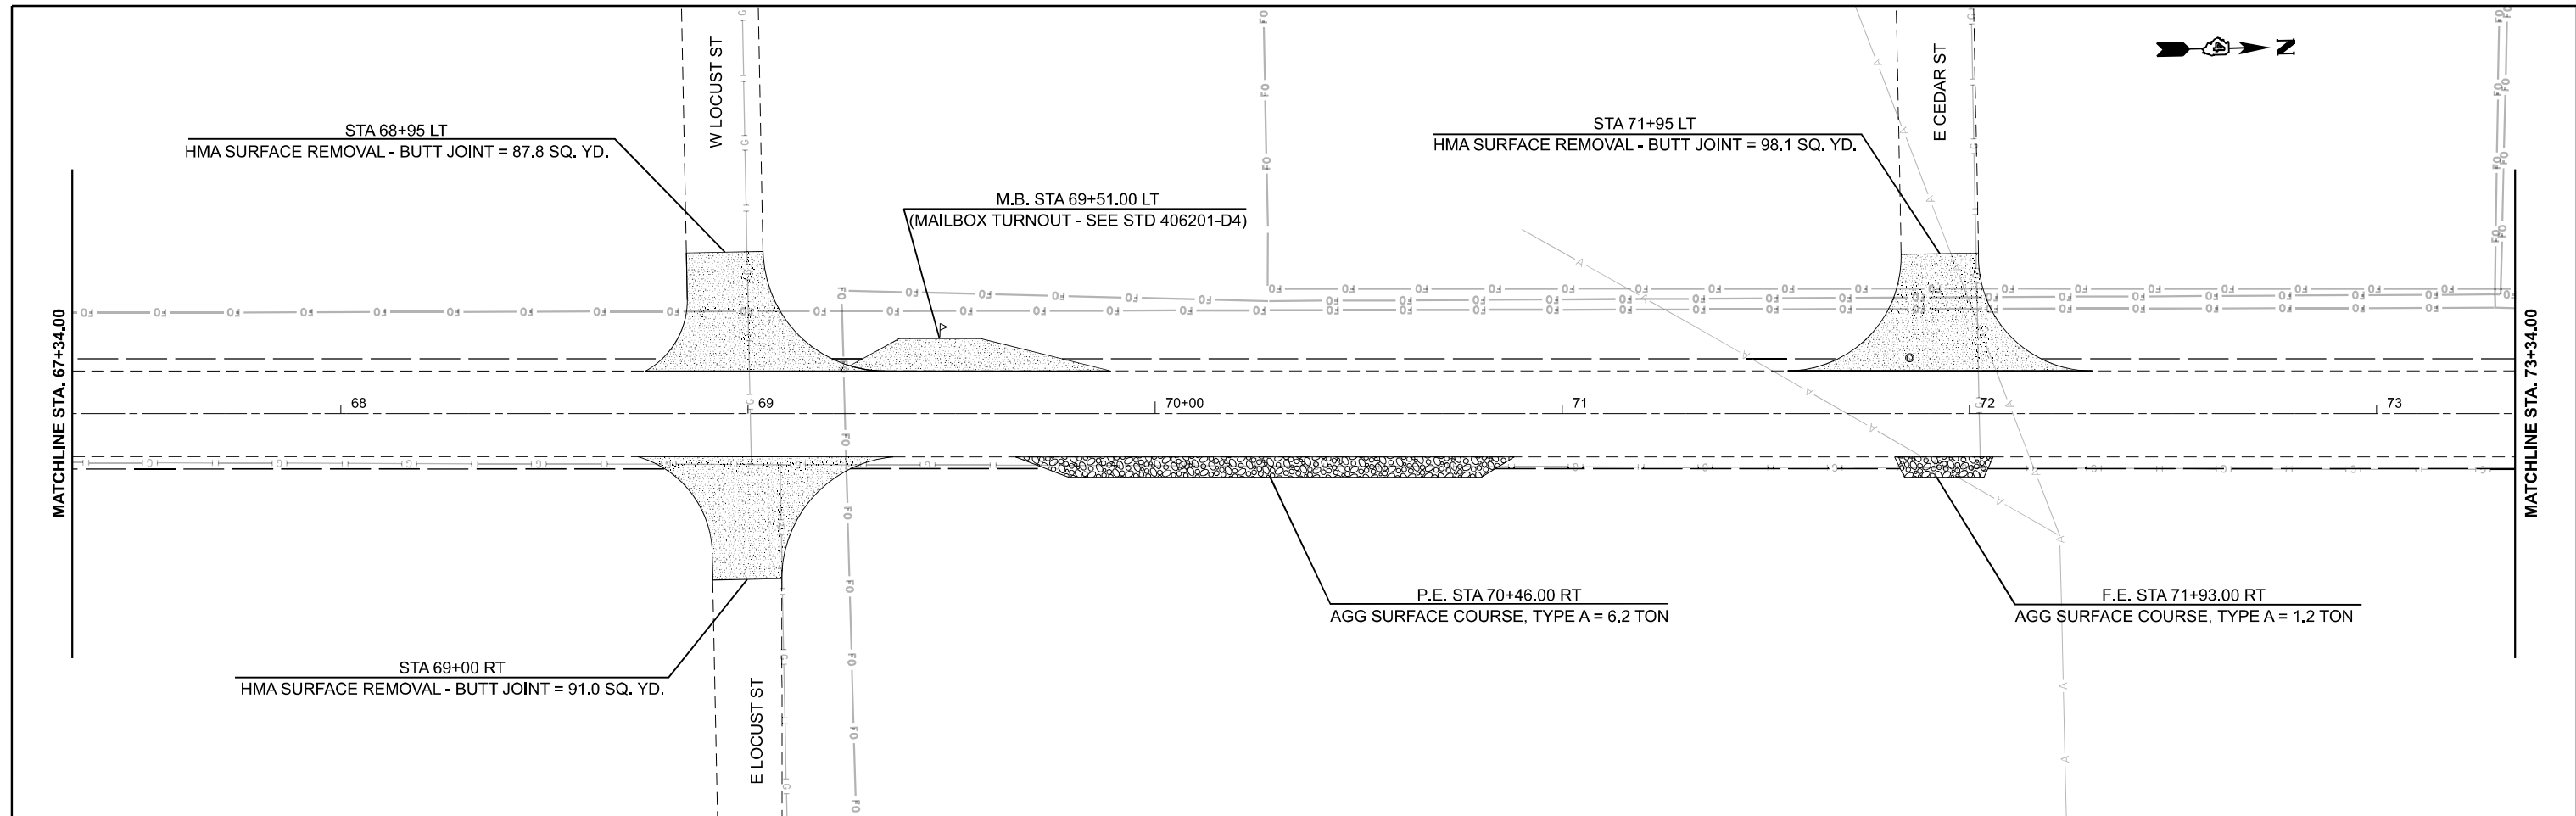 W LOCUST ST
E CEDAR ST
N
STA 68+95 LT
HMA SURFACE REMOVAL - BUTT JOINT = 87.8 SQ. YD.
STA 71+95 LT
HMA SURFACE REMOVAL - BUTT JOINT = 98.1 SQ. YD.
M.B. STA 69+51.00 LT
(MAILBOX TURNOUT - SEE STD 406201-D4)
MATCHLINE STA. 67+34.00
MATCHLINE STA. 73+34.00
68
69
70+00
71
72
73
P.E. STA 70+46.00 RT
AGG SURFACE COURSE, TYPE A = 6.2 TON
F.E. STA 71+93.00 RT
AGG SURFACE COURSE, TYPE A = 1.2 TON
STA 69+00 RT
HMA SURFACE REMOVAL - BUTT JOINT = 91.0 SQ. YD.
E LOCUST ST